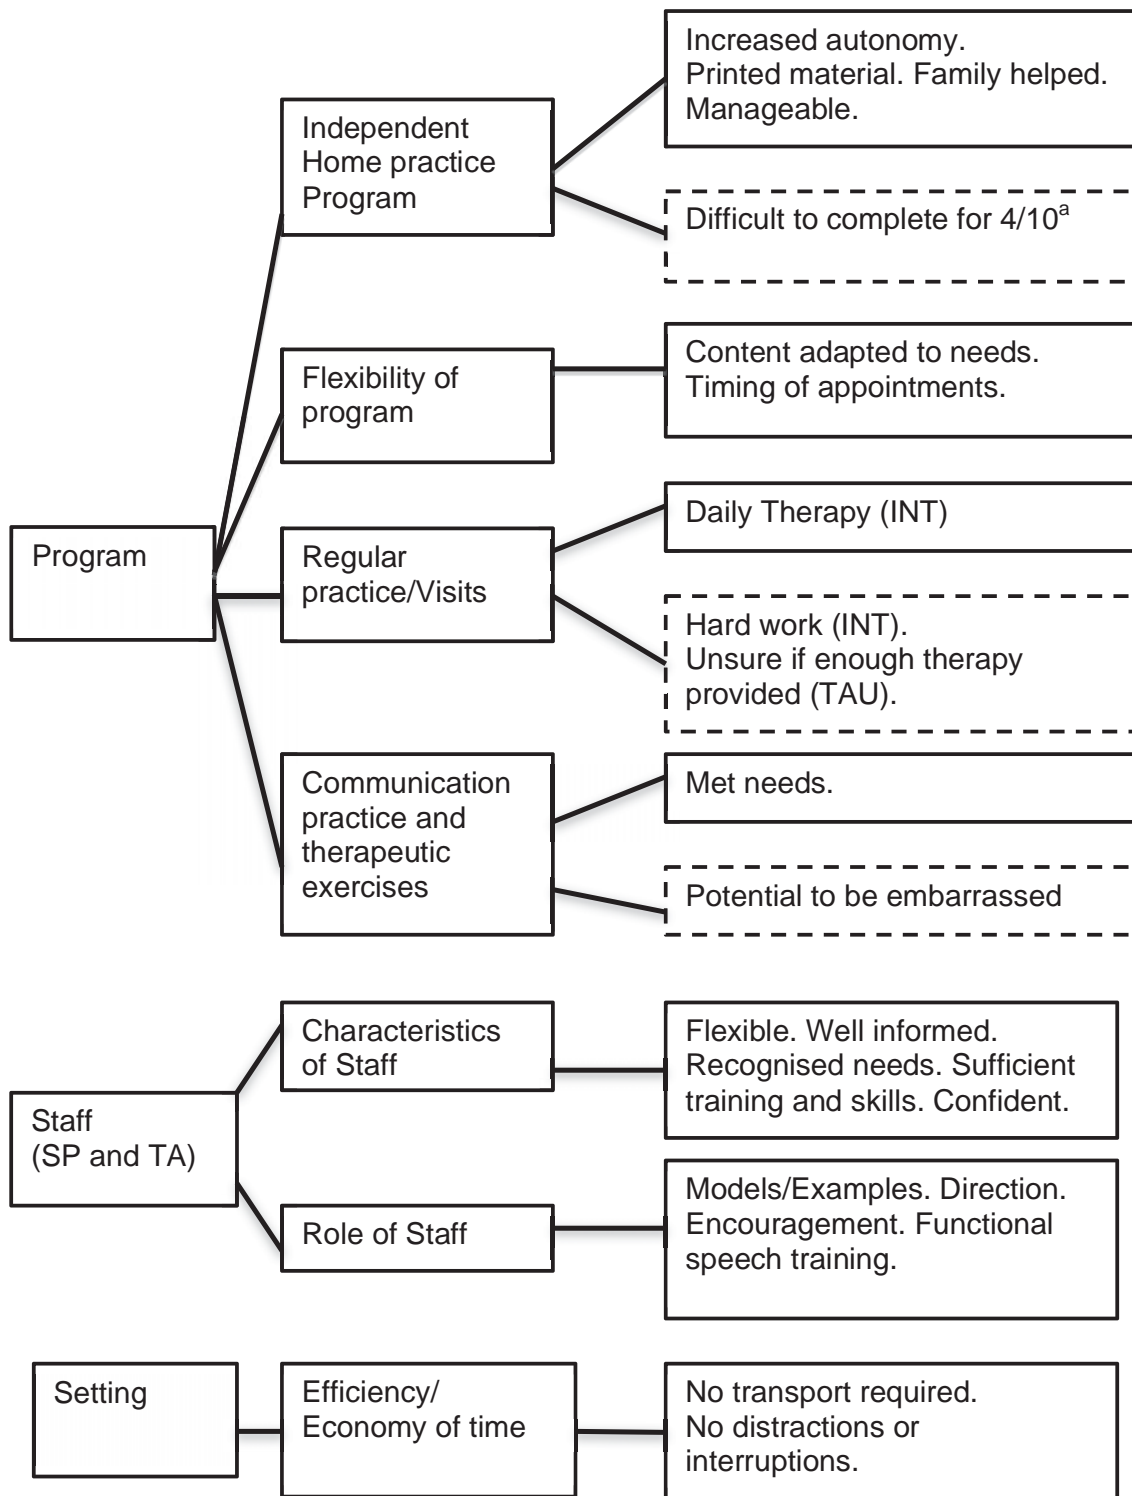 Increased autonomy.
Printed material. Family helped.
Manageable.
Independent
Home practice
Program
Difficult to complete for 4/10ᵃ
Flexibility of
program
Content adapted to needs.
Timing of appointments.
Program
Regular
practice/Visits
Daily Therapy (INT)
Hard work (INT).
Unsure if enough therapy
provided (TAU).
Communication
practice and
therapeutic
exercises
Met needs.
Potential to be embarrassed
Staff
(SP and TA)
Characteristics
of Staff
Flexible. Well informed.
Recognised needs. Sufficient
training and skills. Confident.
Role of Staff
Models/Examples. Direction.
Encouragement. Functional
speech training.
Setting
Efficiency/
Economy of time
No transport required.
No distractions or
interruptions.